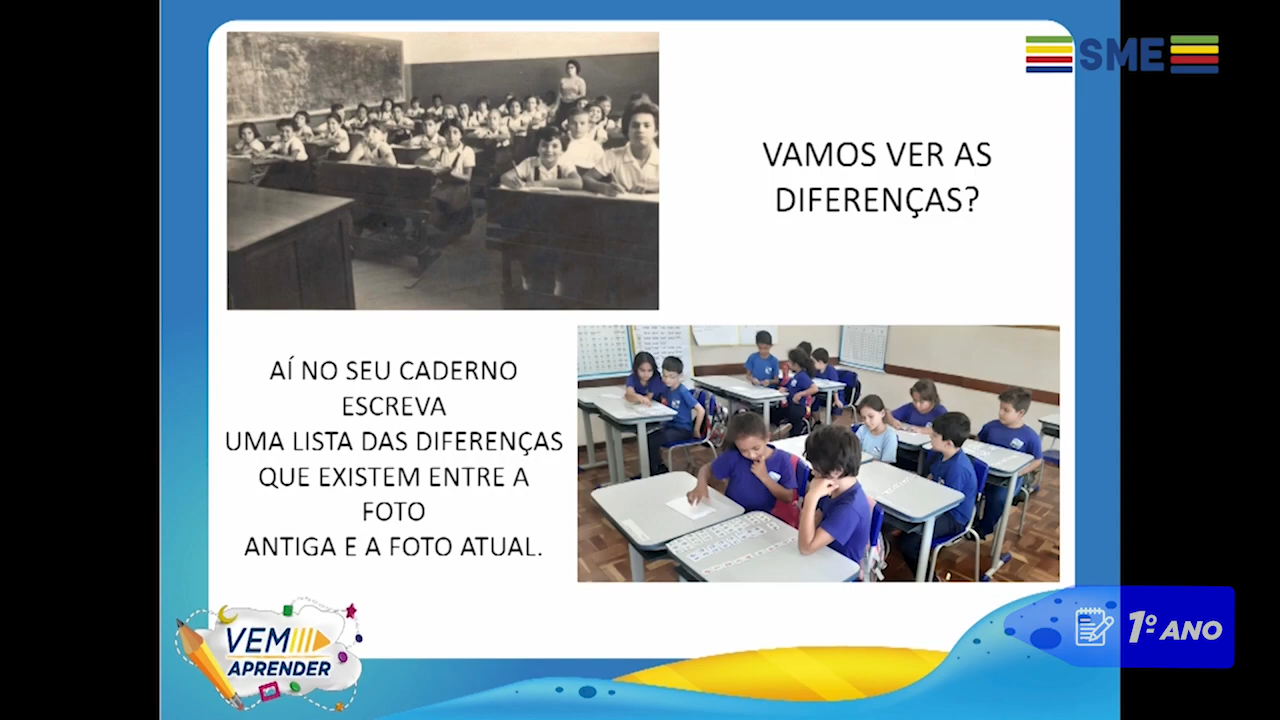 SME
VAMOS VER AS
DIFERENÇAS?
AÍ NO SEU CADERNO
ESCREVA
UMA LISTA DAS DIFERENÇAS
QUE EXISTEM ENTRE A
FOTO
ANTIGA E A FOTO ATUAL.
VEM
APRENDER
1º ANO